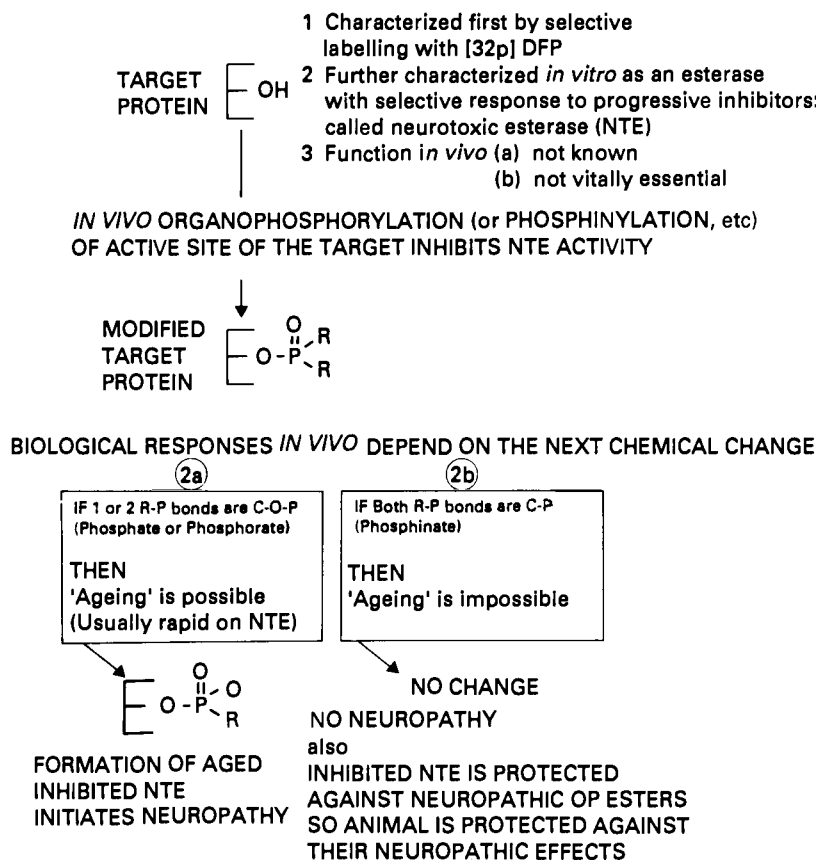 1 Characterized first by selective
labelling with [32p] DFP
TARGET
PROTEIN
OH
2 Further characterized in vitro as an esterase
with selective response to progressive inhibitors:
called neurotoxic esterase (NTE)
3 Function in vivo (a) not known
(b) not vitally essential
IN VIVO ORGANOPHOSPHORYLATION (or PHOSPHINYLATION, etc)
OF ACTIVE SITE OF THE TARGET INHIBITS NTE ACTIVITY
MODIFIED
TARGET
PROTEIN
O
O - P R
R
BIOLOGICAL RESPONSES IN VIVO DEPEND ON THE NEXT CHEMICAL CHANGE
2a
IF 1 or 2 R-P bonds are C-O-P
(Phosphate or Phosphorate)
THEN
'Ageing' is possible
(Usually rapid on NTE)
2b
IF Both R-P bonds are C-P
(Phosphinate)
THEN
'Ageing' is impossible
O
O - P O
R
FORMATION OF AGED
INHIBITED NTE
INITIATES NEUROPATHY
NO CHANGE
NO NEUROPATHY
also
INHIBITED NTE IS PROTECTED
AGAINST NEUROPATHIC OP ESTERS
SO ANIMAL IS PROTECTED AGAINST
THEIR NEUROPATHIC EFFECTS